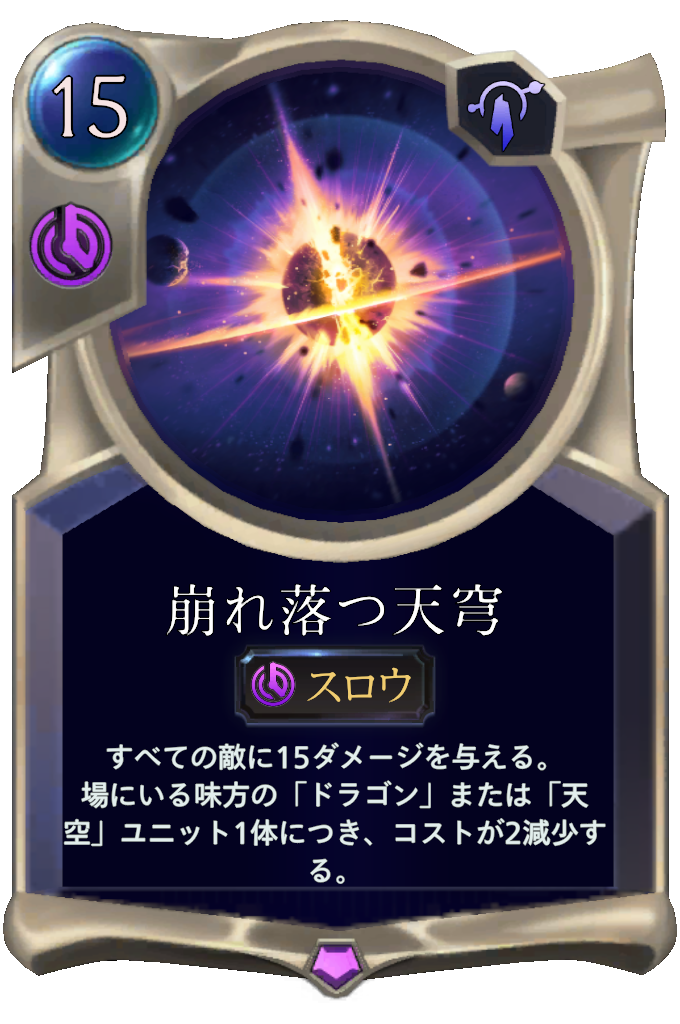 15
崩れ落つ天穹
スロウ
すべての敵に15ダメージを与える。
場にいる味方の「ドラゴン」または「天
空」ユニット1体につき、コストが2減少す
る。